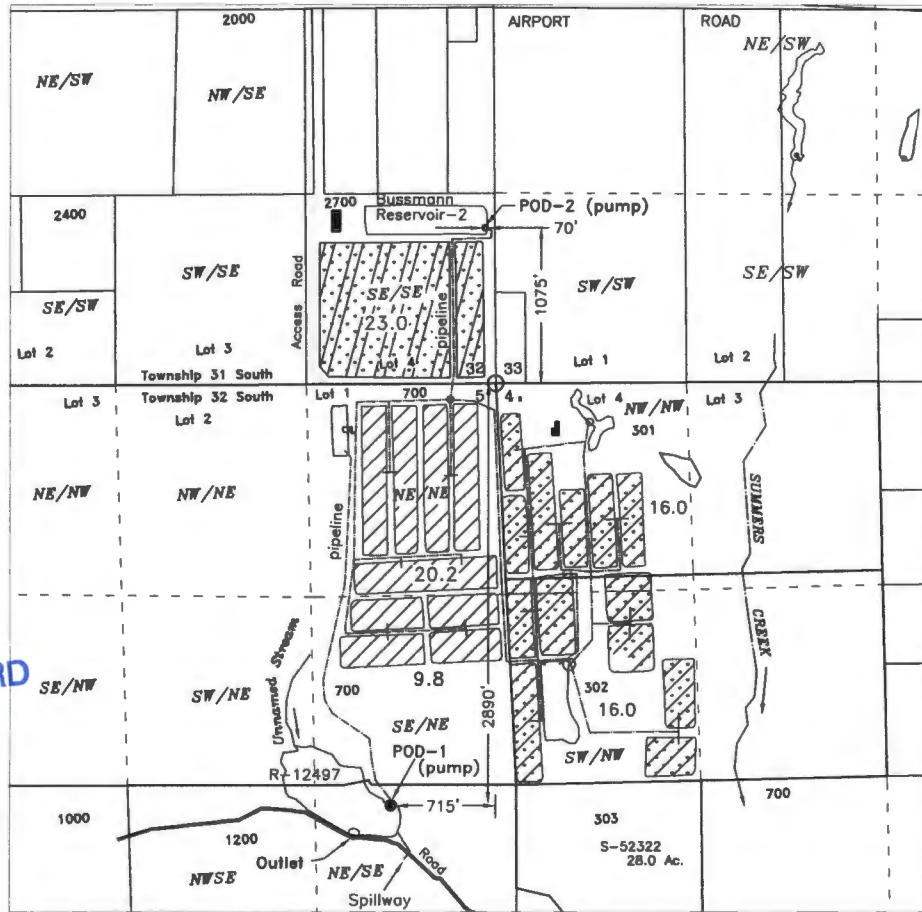 2000
AIRPORT ROAD
NE/SW
NW/SE
NE/SW
2400
2700
Bussmann
Reservoir-2
POD-2 (pump)
70'
SW/SE
Access Road
SE/SE
23.0
pipeline
1075'
SW/SW
SE/SW
SE/SW
Lot 2
Lot 3
Lot 4
32
33
Lot 1
Lot 2
Township 31 South
Township 32 South
Lot 3
Lot 2
Lot 1
700
5
4
Lot 4
NW/NW
301
Lot 3
NE/NW
NW/NE
NE/NE
pipeline
16.0
SUMMERS
CREEK
20.2
RD
SE/NW
SW/NE
Unnamed Stream
700
9.8
SE/NE
2890'
302
16.0
SW/NW
R-12497
POD-1
(pump)
715'
700
1000
1200
303
S-52322
28.0 Ac.
Outlet
Road
NWSE
NE/SE
Spillway